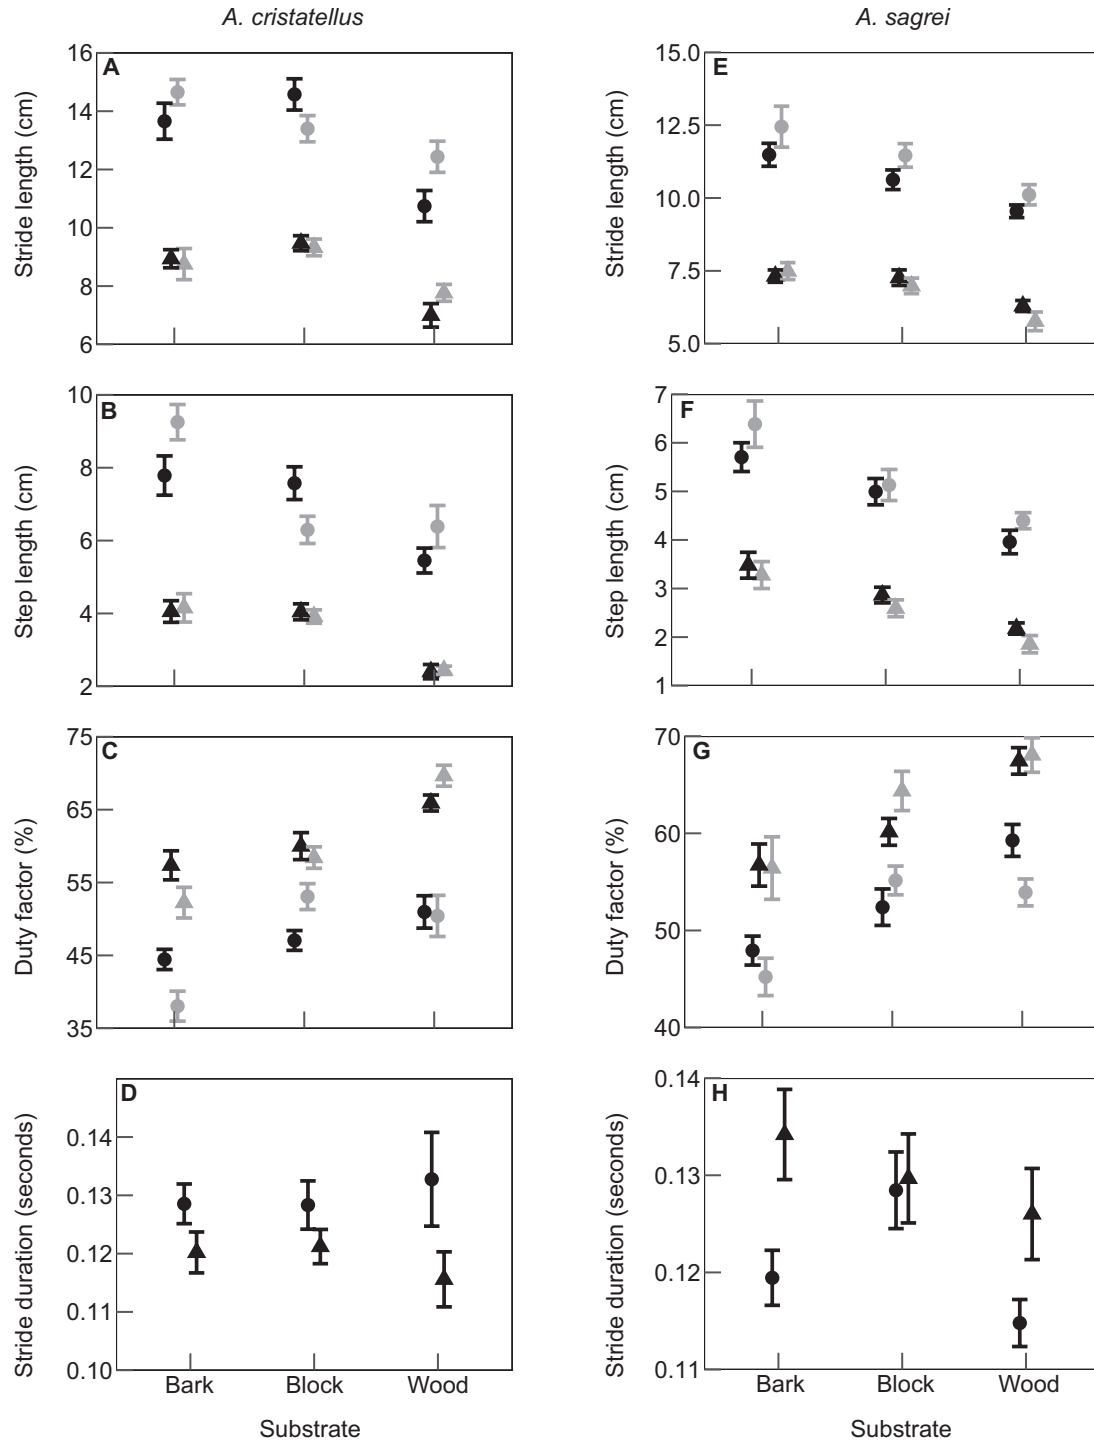 A. cristatellus
A. sagrei
A
Stride length (cm)
16
14
12
10
8
6
E
Stride length (cm)
15.0
12.5
10.0
7.5
5.0
B
Step length (cm)
10
8
6
4
2
F
Step length (cm)
7
6
5
4
3
2
1
C
Duty factor (%)
75
65
55
45
35
G
Duty factor (%)
70
60
50
40
D
Stride duration (seconds)
0.14
0.13
0.12
0.11
0.10
Bark Block Wood
Substrate
H
Stride duration (seconds)
0.14
0.13
0.12
0.11
Bark Block Wood
Substrate